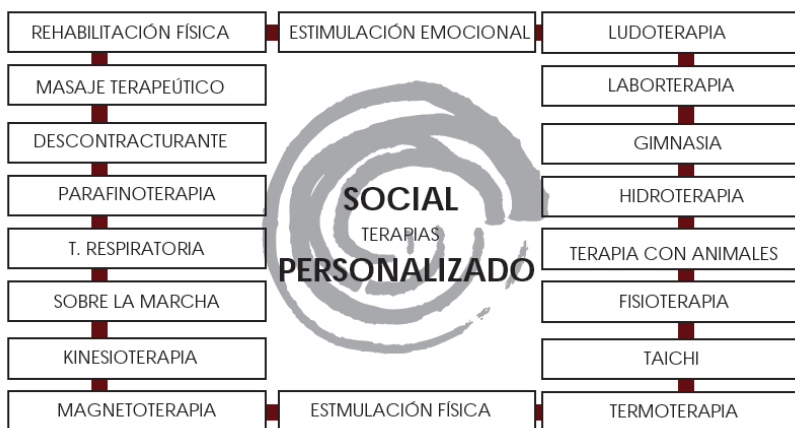 REHABILITACIÓN FÍSICA
ESTIMULACIÓN EMOCIONAL
LUDOTERAPIA
MASAJE TERAPEÚTICO
LABORTERAPIA
DESCONTRACTURANTE
GIMNASIA
PARAFINOTERAPIA
SOCIAL
HIDROTERAPIA
T. RESPIRATORIA
TERAPIAS
TERAPIA CON ANIMALES
PERSONALIZADO
SOBRE LA MARCHA
FISIOTERAPIA
KINESIOTERAPIA
TAICHI
MAGNETOTERAPIA
ESTMULACIÓN FÍSICA
TERMOTERAPIA